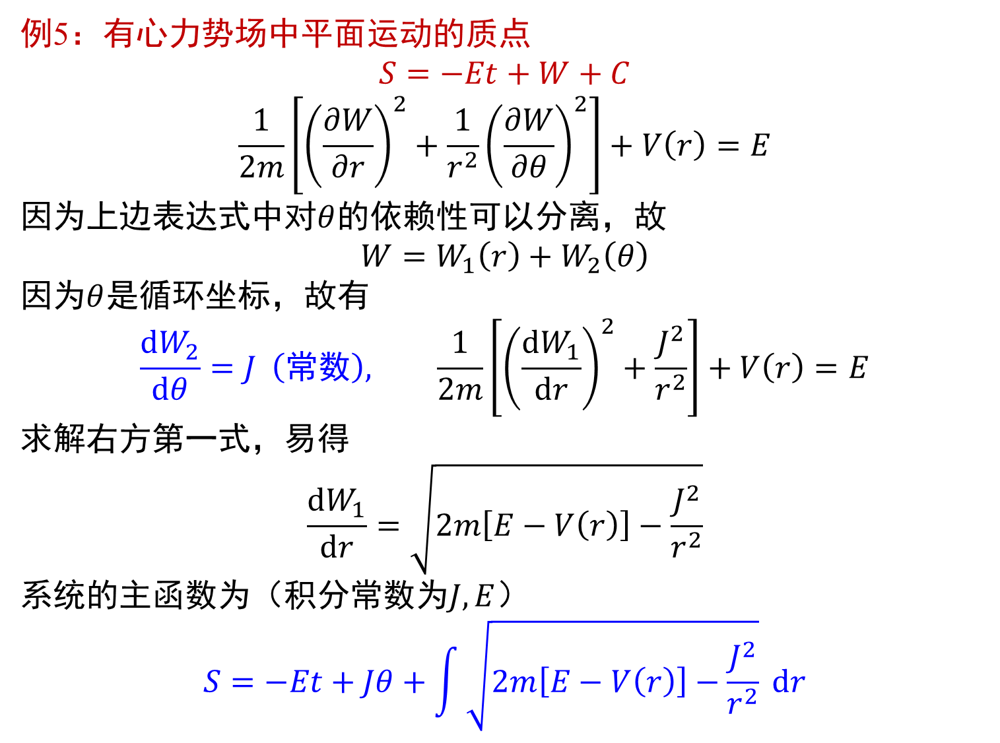 例5：有心力势场中平面运动的质点
$S = -Et + W + C$
$\frac{1}{2m}\left[\left(\frac{\partial W}{\partial r}\right)^2 + \frac{1}{r^2}\left(\frac{\partial W}{\partial \theta}\right)^2\right] + V(r) = E$
因为上边表达式中对$\theta$的依赖性可以分离，故
$W = W_1(r) + W_2(\theta)$
因为$\theta$是循环坐标，故有
$\frac{\mathrm{d}W_2}{\mathrm{d}\theta} = J$ (常数), $\frac{1}{2m}\left[\left(\frac{\mathrm{d}W_1}{\mathrm{d}r}\right)^2 + \frac{J^2}{r^2}\right] + V(r) = E$
求解右方第一式，易得
$\frac{\mathrm{d}W_1}{\mathrm{d}r} = \sqrt{2m[E - V(r)] - \frac{J^2}{r^2}}$
系统的主函数为（积分常数为$J, E$）
$S = -Et + J\theta + \int \sqrt{2m[E - V(r)] - \frac{J^2}{r^2}}\ \mathrm{d}r$